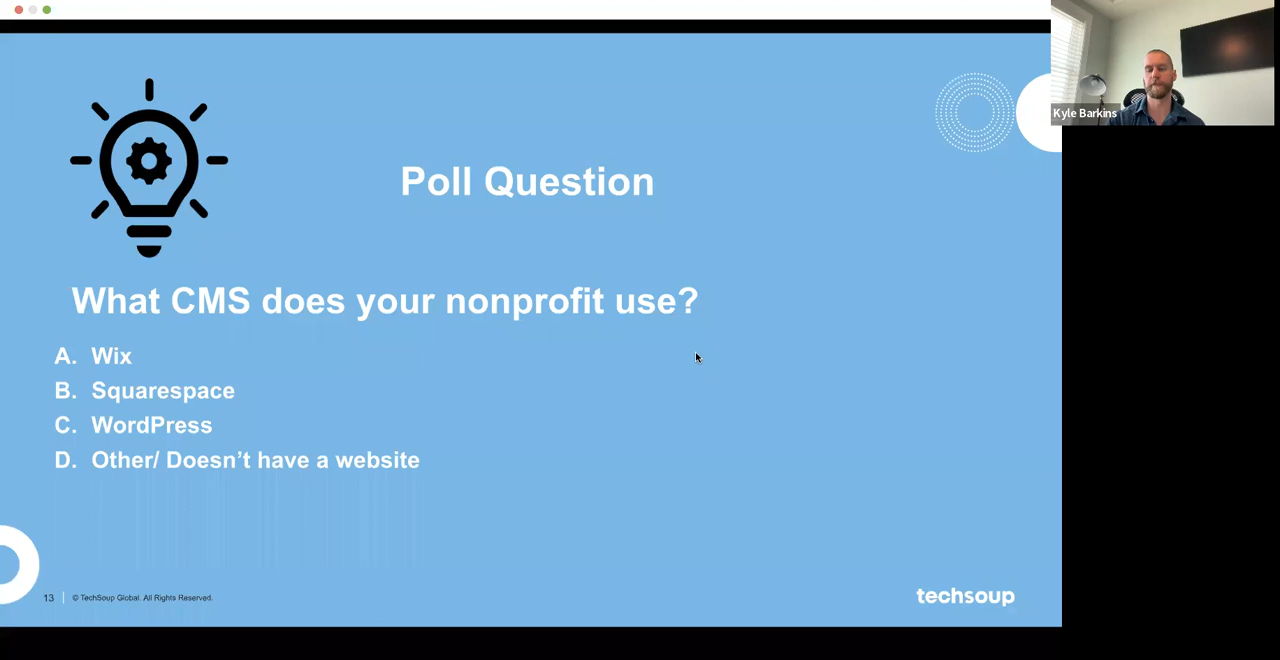 Kyle Barkins
Poll Question
What CMS does your nonprofit use?
A. Wix
B. Squarespace
C. WordPress
D. Other/ Doesn’t have a website
13
© TechSoup Global. All Rights Reserved.
techsoup